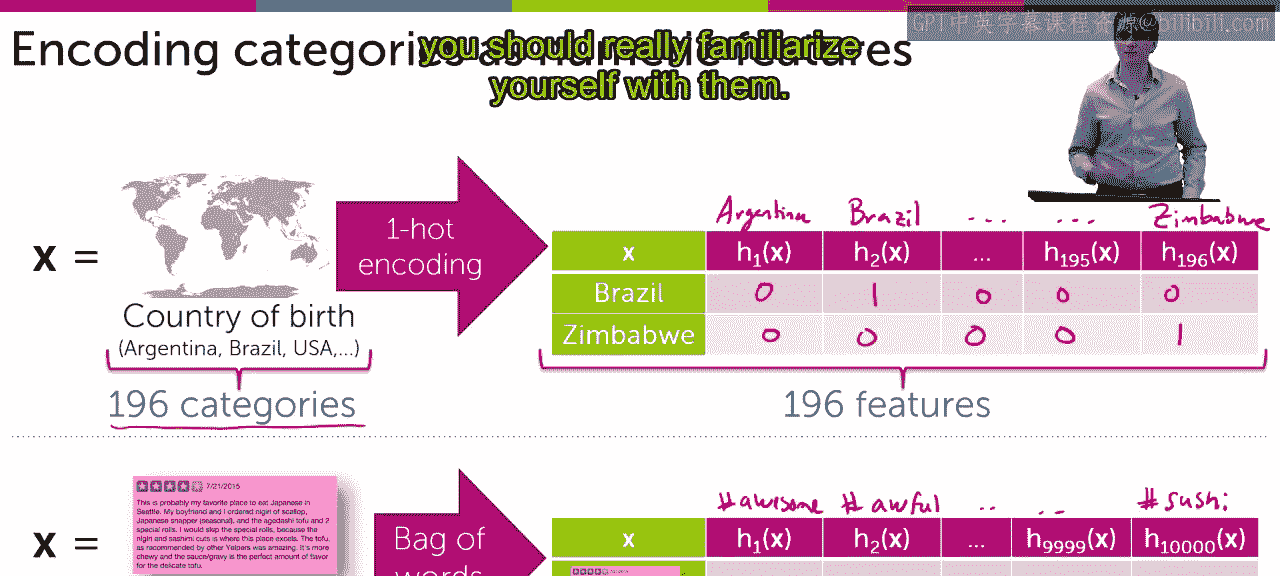 GPT中英字幕课程资源@bilibili.com
Encoding categories as numeric features
you should really familiarize
yourself with them.
x =
Country of birth
(Argentina, Brazil, USA,...)
196 categories
1-hot
encoding
Argentina Brazil ... ... Zimbabwe
x h1(x) h2(x) ... h195(x) h196(x)
Brazil 0 1 0 0 0
Zimbabwe 0 0 0 0 1
196 features
x =
7/21/2015
This is probably my favorite place to eat Japanese in
Seattle. My boyfriend and I ordered nigiri of scallop,
Japanese snapper (seasonal), and the agedashi tofu and 2
special rolls. I would skip the special rolls, because the
nigiri and sashimi cuts is where this place excels. The tofu,
as recommended by other Yelpers was amazing. It's more
chewy and the sauce/gravy is the perfect amount of flavor
for the delicate tofu.
Bag of
words
#awesome #awful .. .. #sushi
x h1(x) h2(x) ... h9999(x) h10000(x)